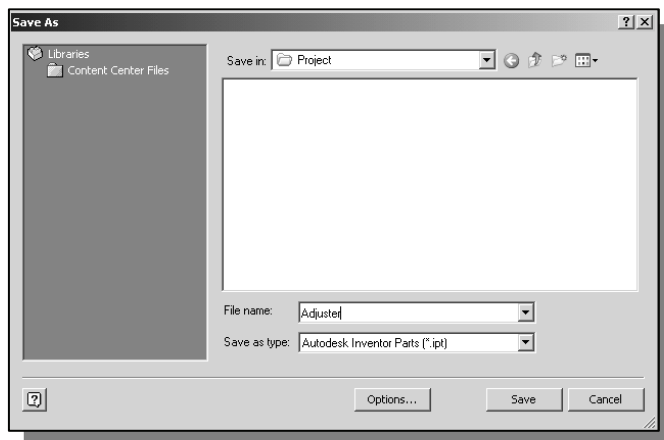 Save As
Libraries
Content Center Files
Save in: Project
File name: Adjuster
Save as type: Autodesk Inventor Parts (*.ipt)
Options... Save Cancel